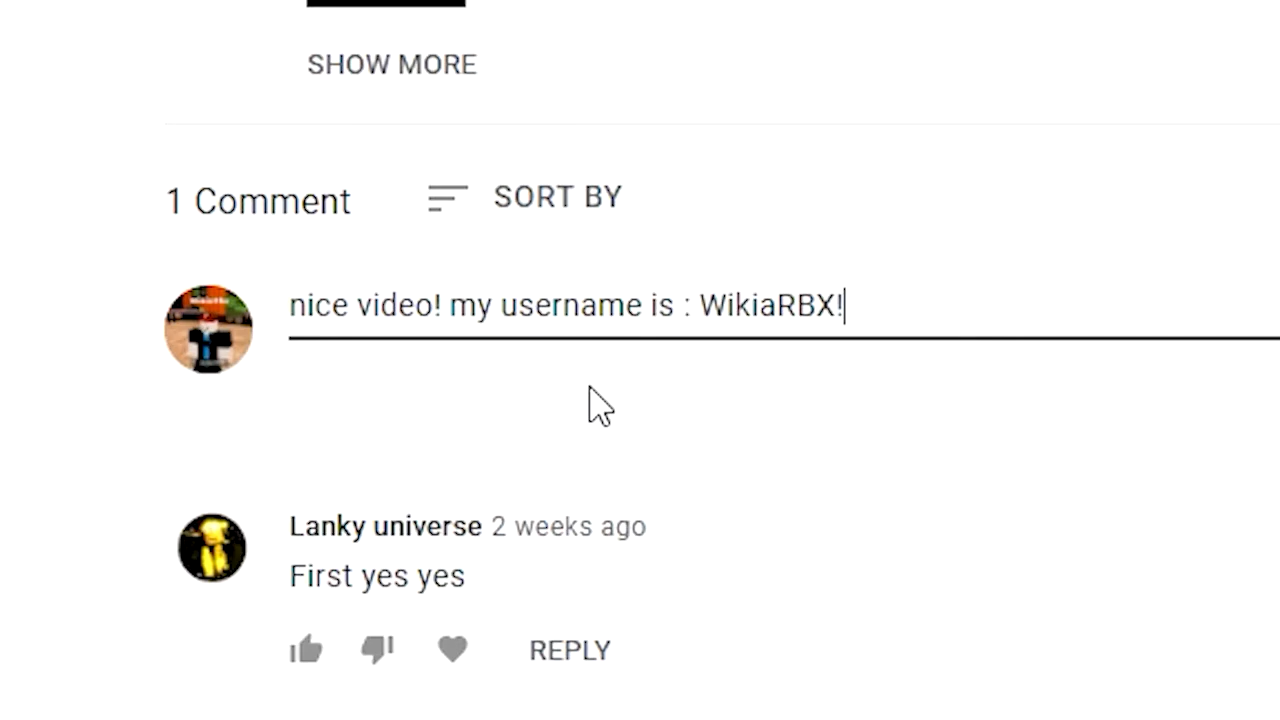 SHOW MORE
1 Comment
SORT BY
nice video! my username is : WikiaRBX!
Lanky universe 2 weeks ago
First yes yes
REPLY